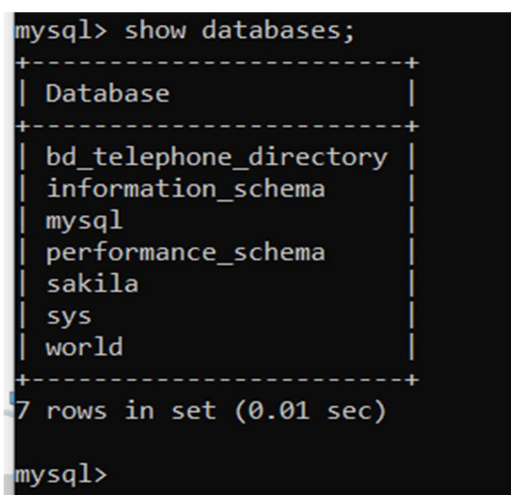 mysql> show databases;
+------------------------+
| Database               |
+------------------------+
| bd_telephone_directory |
| information_schema     |
| mysql                  |
| performance_schema     |
| sakila                 |
| sys                    |
| world                  |
+------------------------+
7 rows in set (0.01 sec)
mysql>